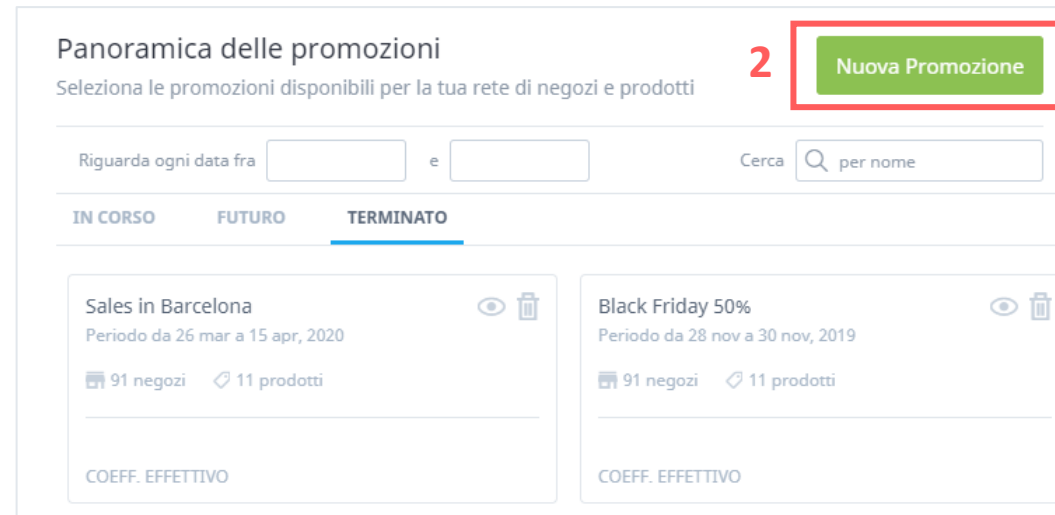 Panoramica delle promozioni
2
Nuova Promozione
Seleziona le promozioni disponibili per la tua rete di negozi e prodotti
Riguarda ogni data fra e Cerca per nome
IN CORSO FUTURO TERMINATO
Sales in Barcelona
Periodo da 26 mar a 15 apr, 2020
91 negozi 11 prodotti
COEFF. EFFETTIVO
Black Friday 50%
Periodo da 28 nov a 30 nov, 2019
91 negozi 11 prodotti
COEFF. EFFETTIVO